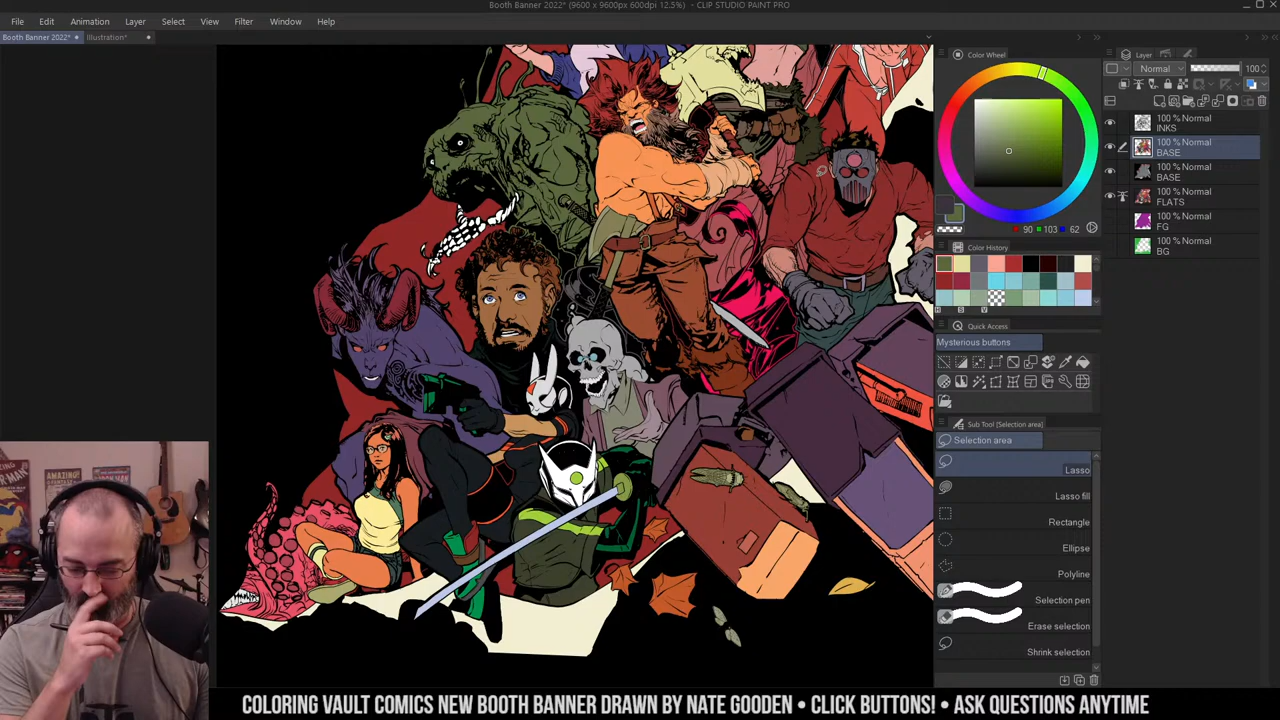 Booth Banner 2022* (9600 x 9600px 600dpi 12.5%) - CLIP STUDIO PAINT PRO
File Edit Animation Layer Select View Filter Window Help
Booth Banner 2022* Illustration*
Color Wheel
90 103 62
Color History
Quick Access
Mysterious buttons
Sub Tool [Selection area]
Selection area
Lasso
Lasso fill
Rectangle
Ellipse
Polyline
Selection pen
Erase selection
Shrink selection
Layer
Normal 100
100 % Normal
INKS
100 % Normal
BASE
100 % Normal
BASE
100 % Normal
FLATS
100 % Normal
FG
100 % Normal
BG
COLORING VAULT COMICS NEW BOOTH BANNER DRAWN BY NATE GOODEN • CLICK BUTTONS! • ASK QUESTIONS ANYTIME